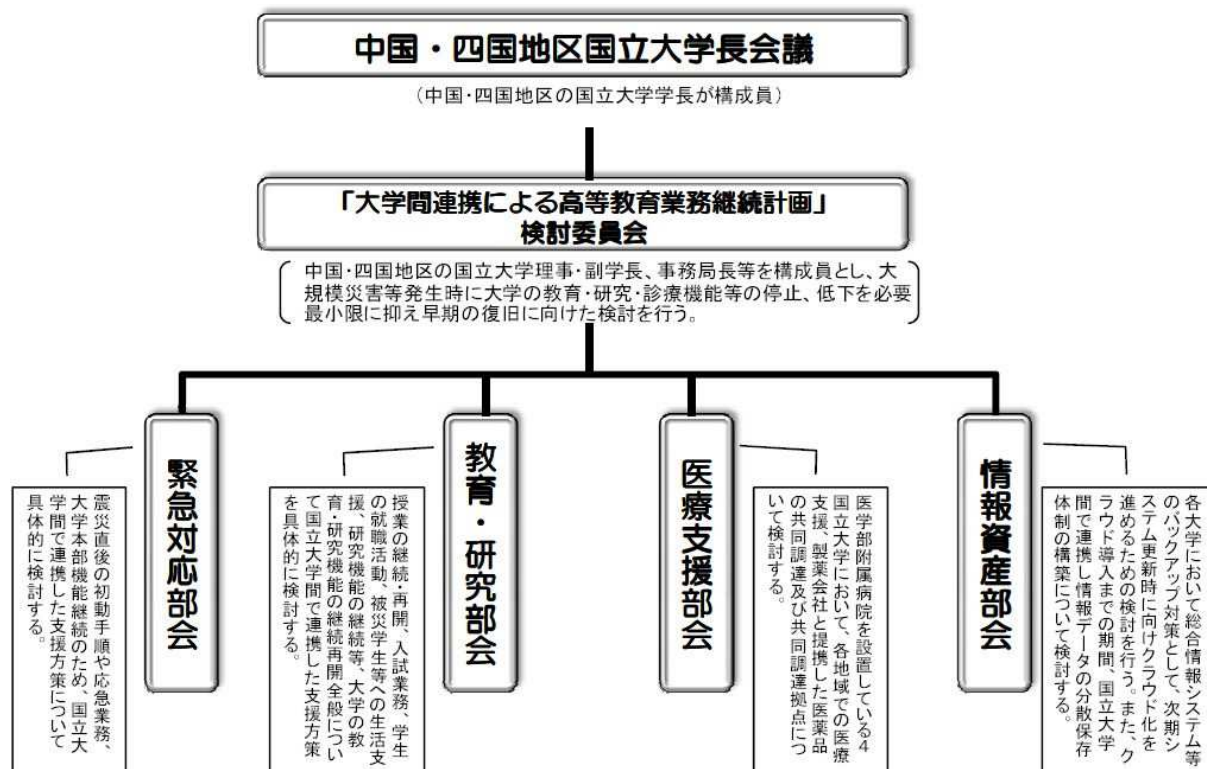 中国・四国地区国立大学長会議
（中国・四国地区の国立大学学長が構成員）
「大学間連携による高等教育業務継続計画」
検討委員会
中国・四国地区の国立大学理事・副学長、事務局長等を構成員とし、大
規模災害等発生時に大学の教育・研究・診療機能等の停止、低下を必要
最小限に抑え早期の復旧に向けた検討を行う。
緊急対応部会
震災直後の初動手順や応急業務、
大学本部機能継続のため、国立大
学間で連携した支援方策について
具体的に検討する。
教育・研究部会
授業の継続・再開、入試業務、学生
の就職活動、被災学生等への生活支
援、研究機能の継続等、大学の教
育・研究機能の継続再開全般につい
て国立大学間で連携した支援方策
を具体的に検討する。
医療支援部会
医学部附属病院を設置している４
国立大学において、各地域での医療
支援、製薬会社と提携した医薬品
の共同調達及び共同調達拠点につ
いて検討する。
情報資産部会
各大学において総合情報システム等
のバックアップ対策として、次期シ
ステム更新時に向けクラウド化を
進めるための検討を行う。また、ク
ラウド導入までの期間、国立大学
間で連携し情報データの分散保存
体制の構築について検討する。